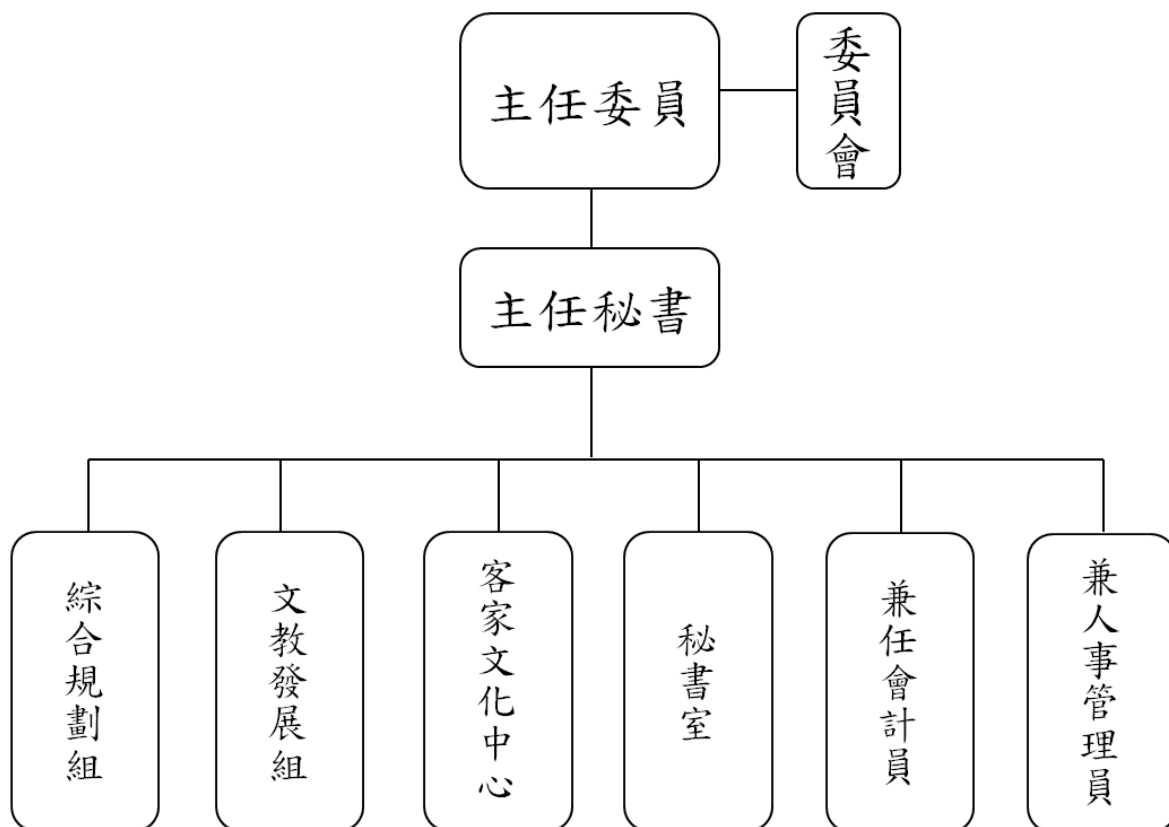 主任委員
委員會
主任秘書
綜合規劃組
文教發展組
客家文化中心
秘書室
兼任會計員
兼人事管理員